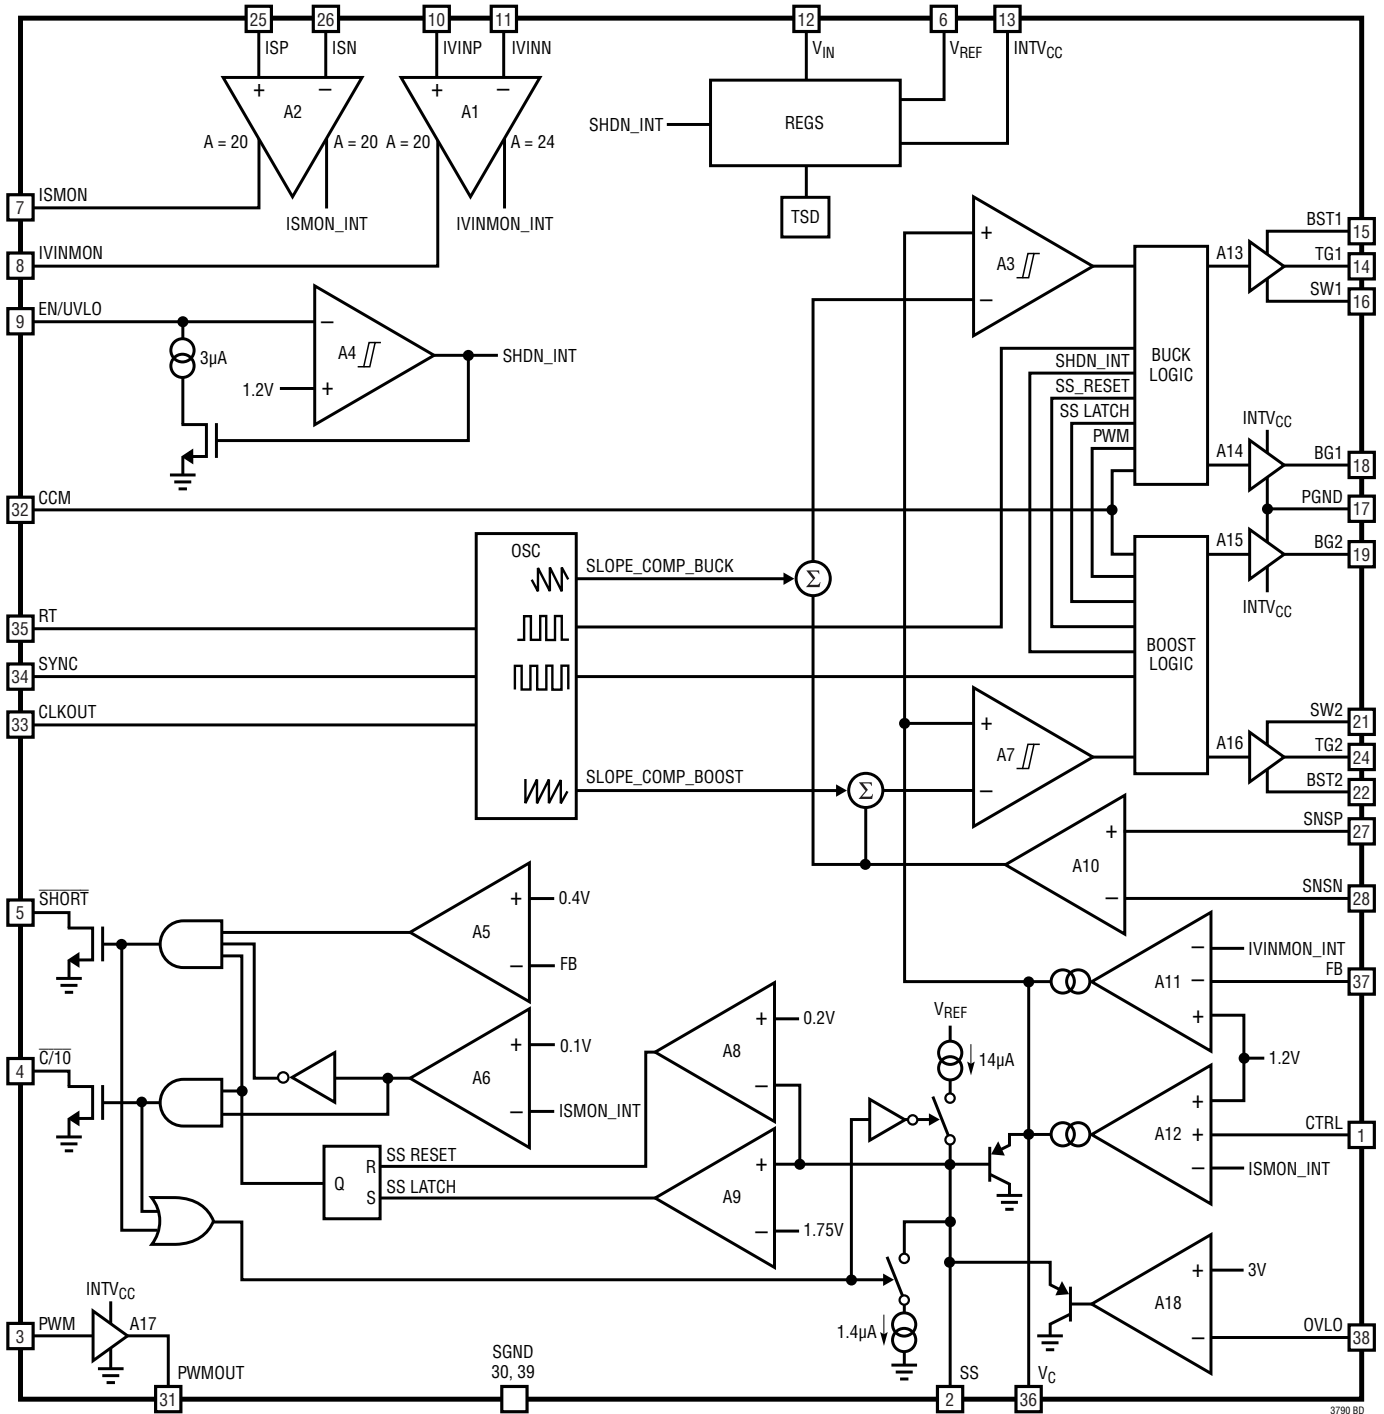 25 26 10 11 12 6 13
ISP ISN IVINP IVINN VIN VREF INTVCC
+ − + −
A2 A1
A = 20 A = 20 A = 20 A = 24
SHDN_INT REGS
TSD
7 ISMON
ISMON_INT IVINMON_INT
8 IVINMON
9 EN/UVLO
3µA
− A4 +
1.2V
SHDN_INT
+ A3 −
BUCK
LOGIC
SHDN_INT
SS_RESET
SS LATCH
PWM
A13
BST1 15
TG1 14
SW1 16
INTVCC
A14
BG1 18
PGND 17
A15
BG2 19
INTVCC
32 CCM
OSC
SLOPE_COMP_BUCK Σ
35 RT
34 SYNC
33 CLKOUT
SLOPE_COMP_BOOST Σ
BOOST
LOGIC
+ A7 −
A16
SW2 21
TG2 24
BST2 22
SNSP 27
+ A10 −
SNSN 28
5 SHORT
A5 + 0.4V
− FB
4 C/10
A6 + 0.1V
− ISMON_INT
A8 + 0.2V
−
A9 +
− 1.75V
Q R S
SS RESET
SS LATCH
VREF
14µA
1.4µA
A11 − IVINMON_INT
− FB 37
+
1.2V
A12 +
+ CTRL 1
− ISMON_INT
A18 + 3V
− OVLO 38
INTVCC
3 PWM A17
PWMOUT
31
SGND
30, 39
SS
2
VC
36
3790 BD